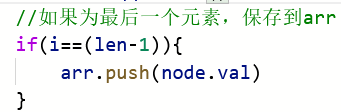 //如果为最后一个元素，保存到arr
if(i==(len-1)){
    arr.push(node.val)
}